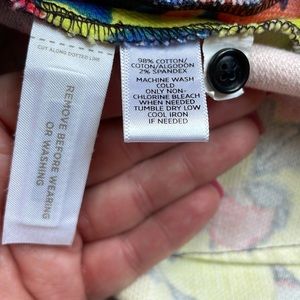 CUT ALONG DOTTED LINE
REMOVE BEFORE WEARING
OR WASHING
98% COTTON/
COTON/ALGODON
2% SPANDEX
MACHINE WASH
COLD
ONLY NON-
CHLORINE BLEACH
WHEN NEEDED
TUMBLE DRY LOW
COOL IRON
IF NEEDED